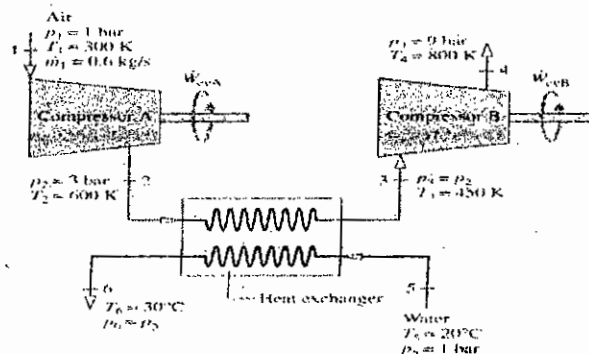 Air
p₁ = 1 bar
T₁ = 300 K
ṁ₁ = 0.6 kg/s
1
Ẇcv A
Compressor A
p₂ = 3 bar
T₂ = 600 K
2
9 bar
T₄ = 800 K
4
Ẇcv B
Compressor B
3
p₃ = p₂
T₃ = 450 K
6
T₆ = 30°C
p₆ = p₅
Heat exchanger
5
Water
T₅ = 20°C
p₅ = 1 bar